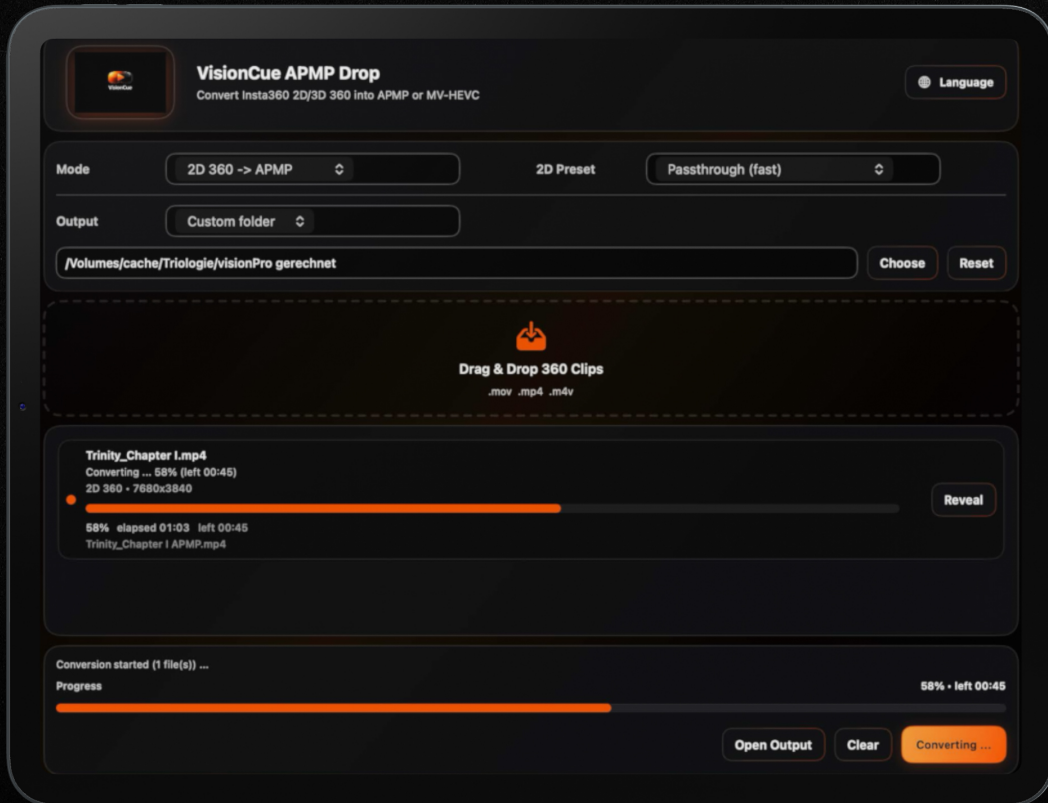 VisionCue
VisionCue APMP Drop
Convert Insta360 2D/3D 360 into APMP or MV-HEVC
Language
Mode
2D 360 -> APMP
2D Preset
Passthrough (fast)
Output
Custom folder
/Volumes/cache/Triologie/visionPro gerechnet
Choose
Reset
Drag & Drop 360 Clips
.mov .mp4 .m4v
Trinity_Chapter I.mp4
Converting ... 58% (left 00:45)
2D 360 • 7680x3840
Reveal
58% elapsed 01:03 left 00:45
Trinity_Chapter I APMP.mp4
Conversion started (1 file(s)) ...
Progress
58% • left 00:45
Open Output
Clear
Converting ...